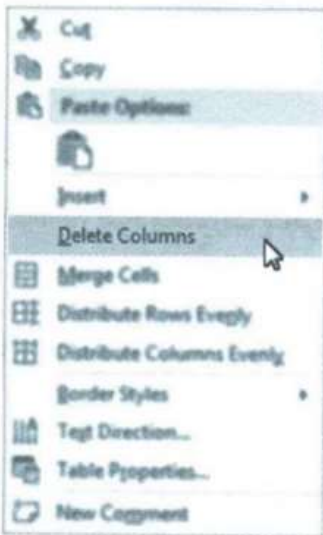 Cut
Copy
Paste Options:
Insert
Delete Columns
Merge Cells
Distribute Rows Evenly
Distribute Columns Evenly
Border Styles
Text Direction...
Table Properties...
New Comment